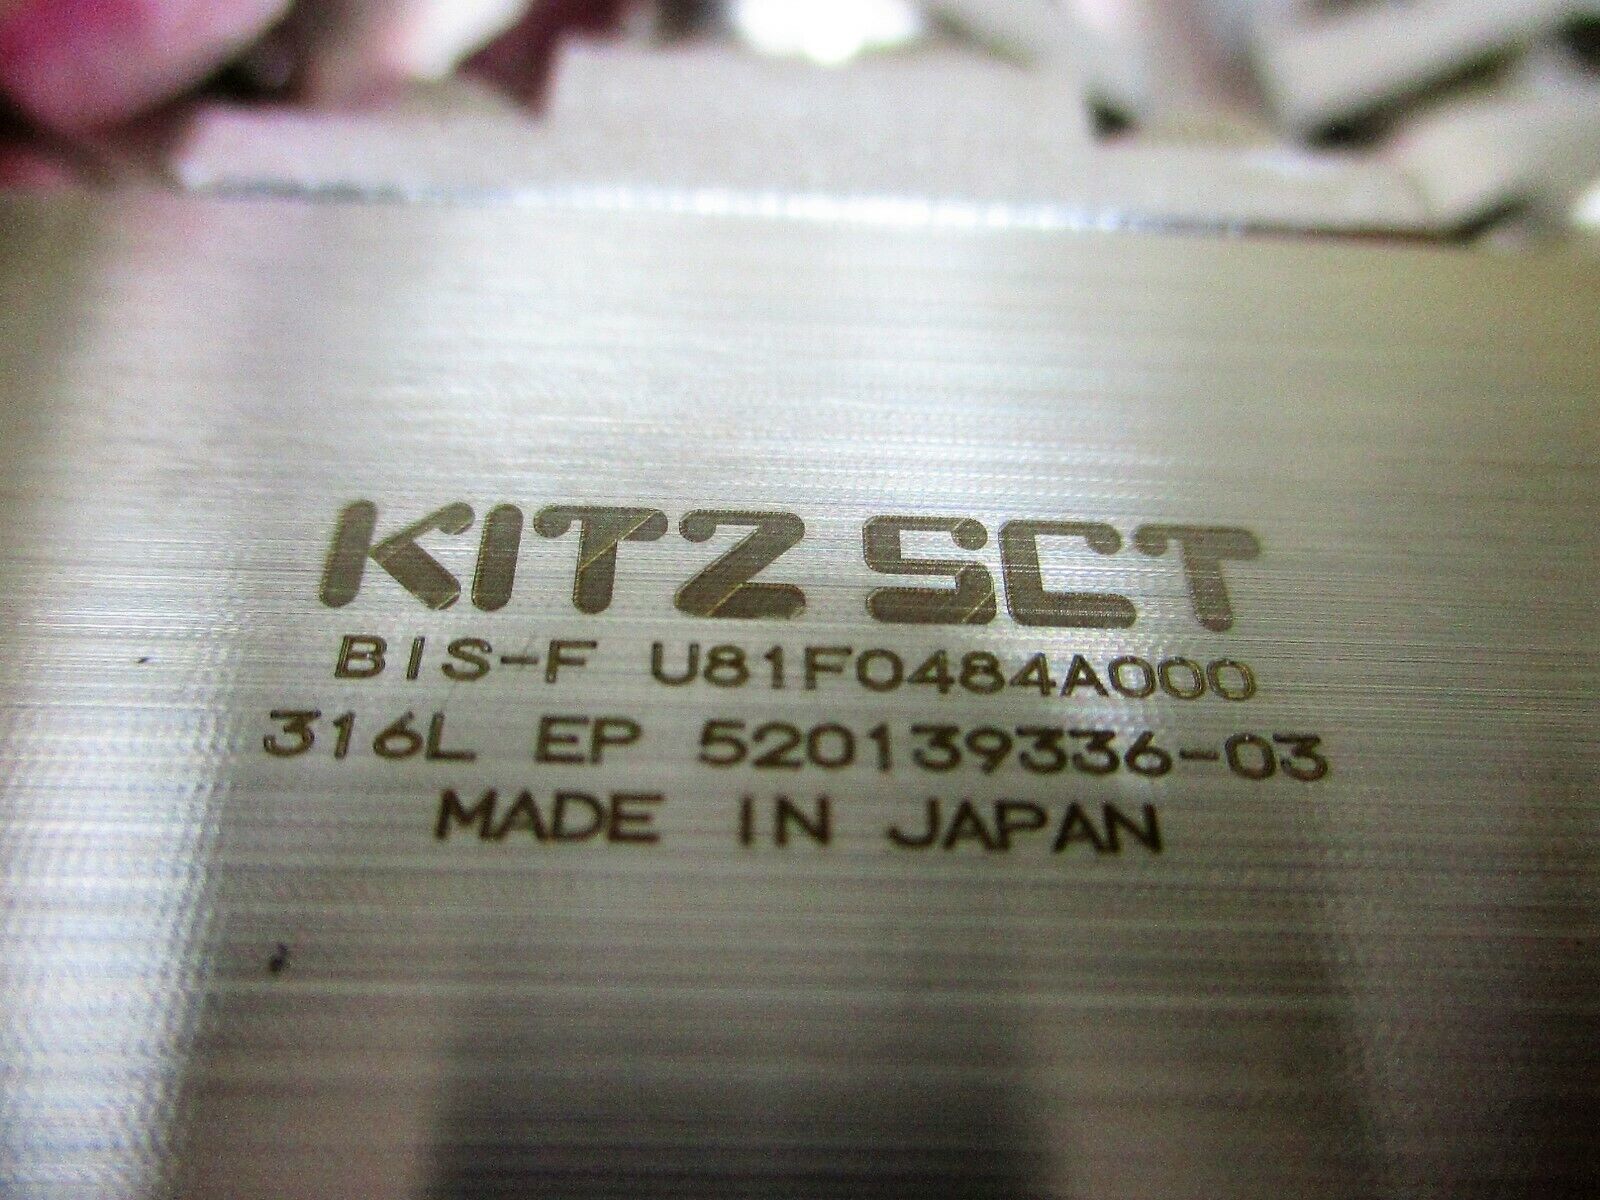 KITZ SCT
BIS-F U81F0484A000
316L EP 520139336-03
MADE IN JAPAN